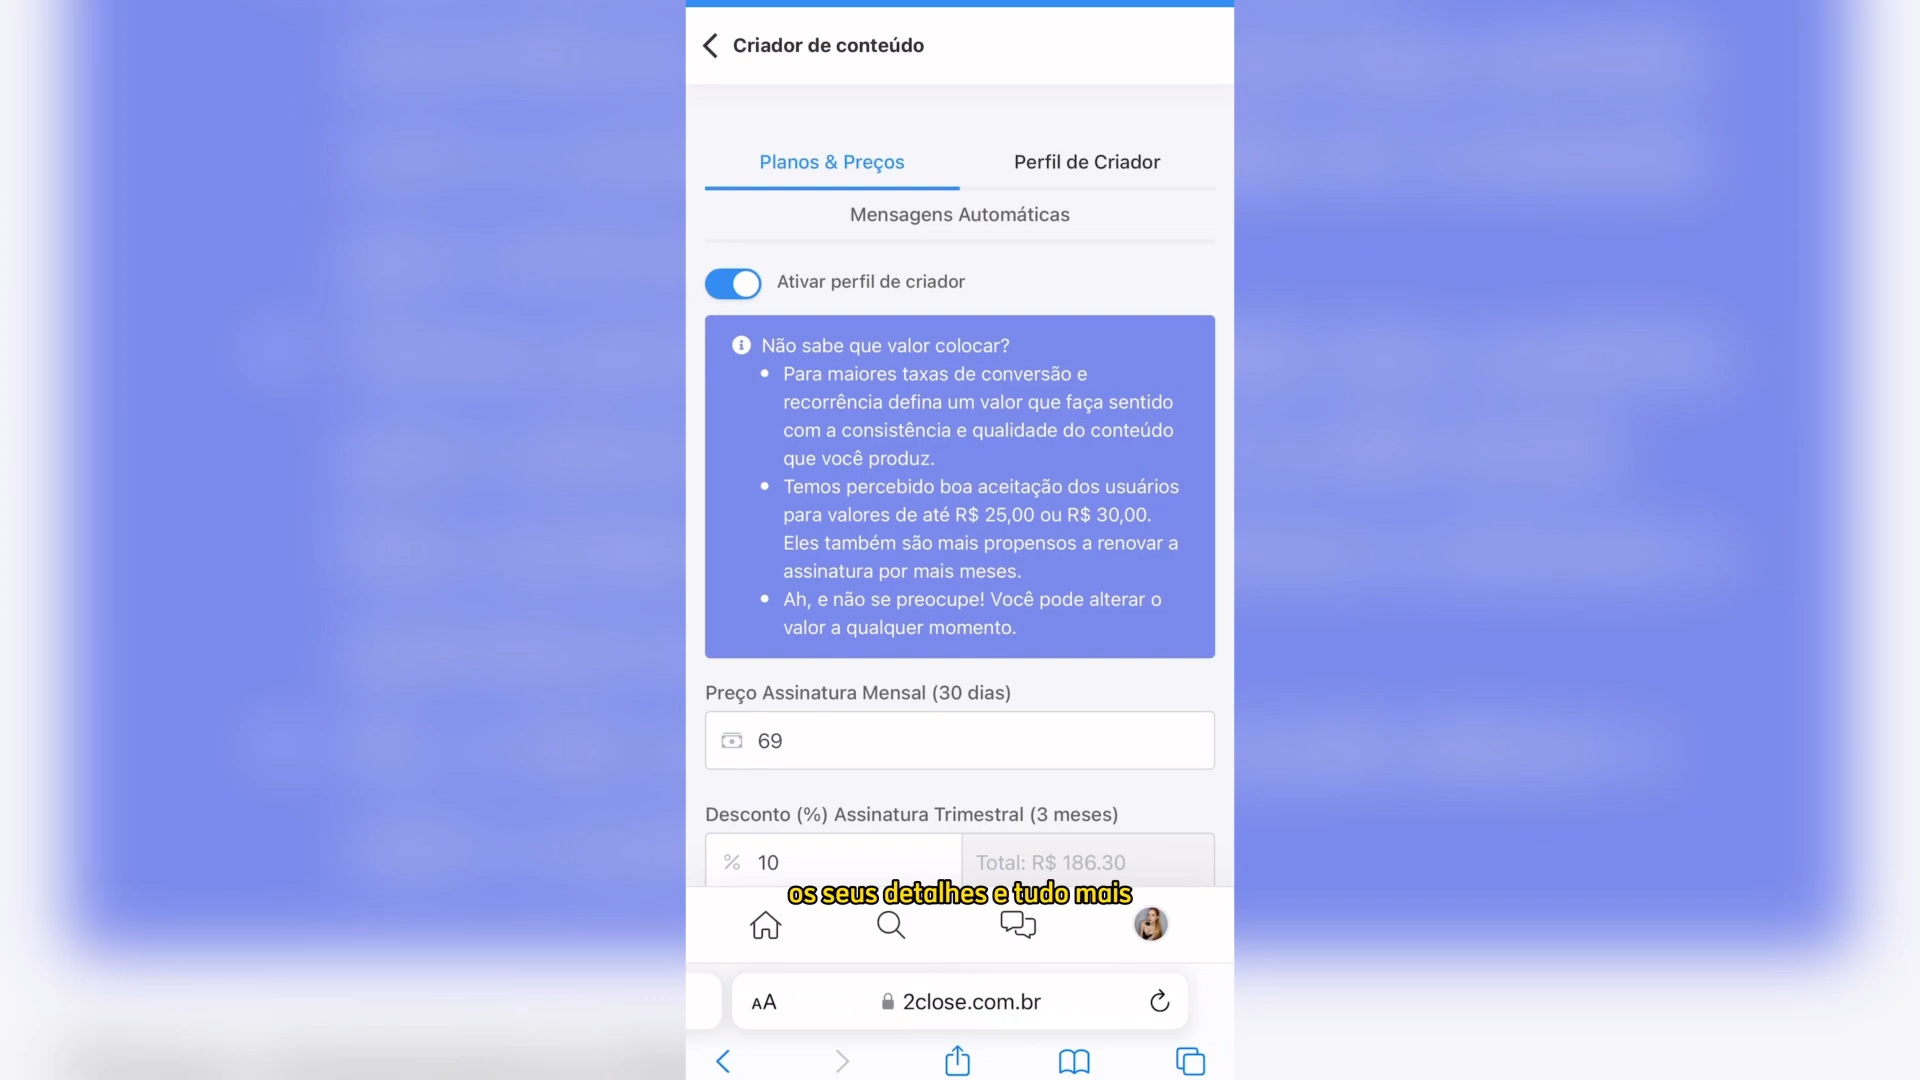 Criador de conteúdo
Planos & Preços
Perfil de Criador
Mensagens Automáticas
Ativar perfil de criador
Não sabe que valor colocar?
Para maiores taxas de conversão e
recorrência defina um valor que faça sentido
com a consistência e qualidade do conteúdo
que você produz.
Temos percebido boa aceitação dos usuários
para valores de até R$ 25,00 ou R$ 30,00.
Eles também são mais propensos a renovar a
assinatura por mais meses.
Ah, e não se preocupe! Você pode alterar o
valor a qualquer momento.
Preço Assinatura Mensal (30 dias)
69
Desconto (%) Assinatura Trimestral (3 meses)
% 10
Total: R$ 186.30
os seus detalhes e tudo mais
AA
2close.com.br